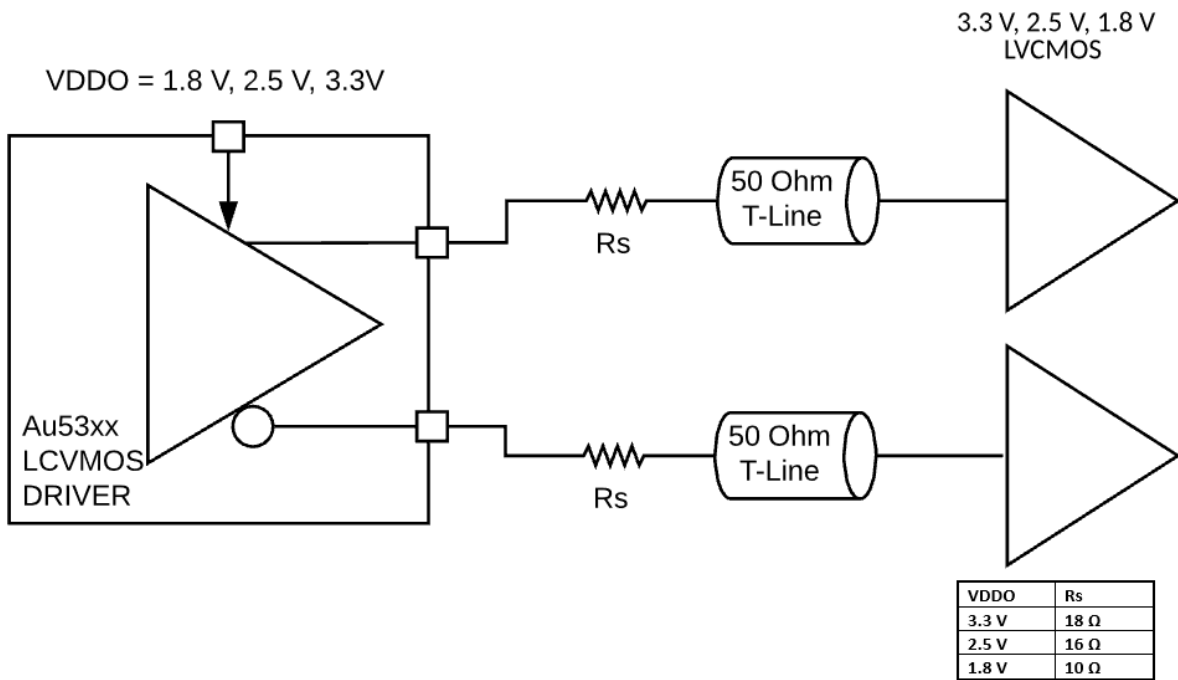 3.3 V, 2.5 V, 1.8 V
LVCMOS
VDDO = 1.8 V, 2.5 V, 3.3V
50 Ohm
T-Line
Rs
Au53xx
LCVMOS
DRIVER
50 Ohm
T-Line
Rs
VDDO Rs
3.3 V 18 Ω
2.5 V 16 Ω
1.8 V 10 Ω